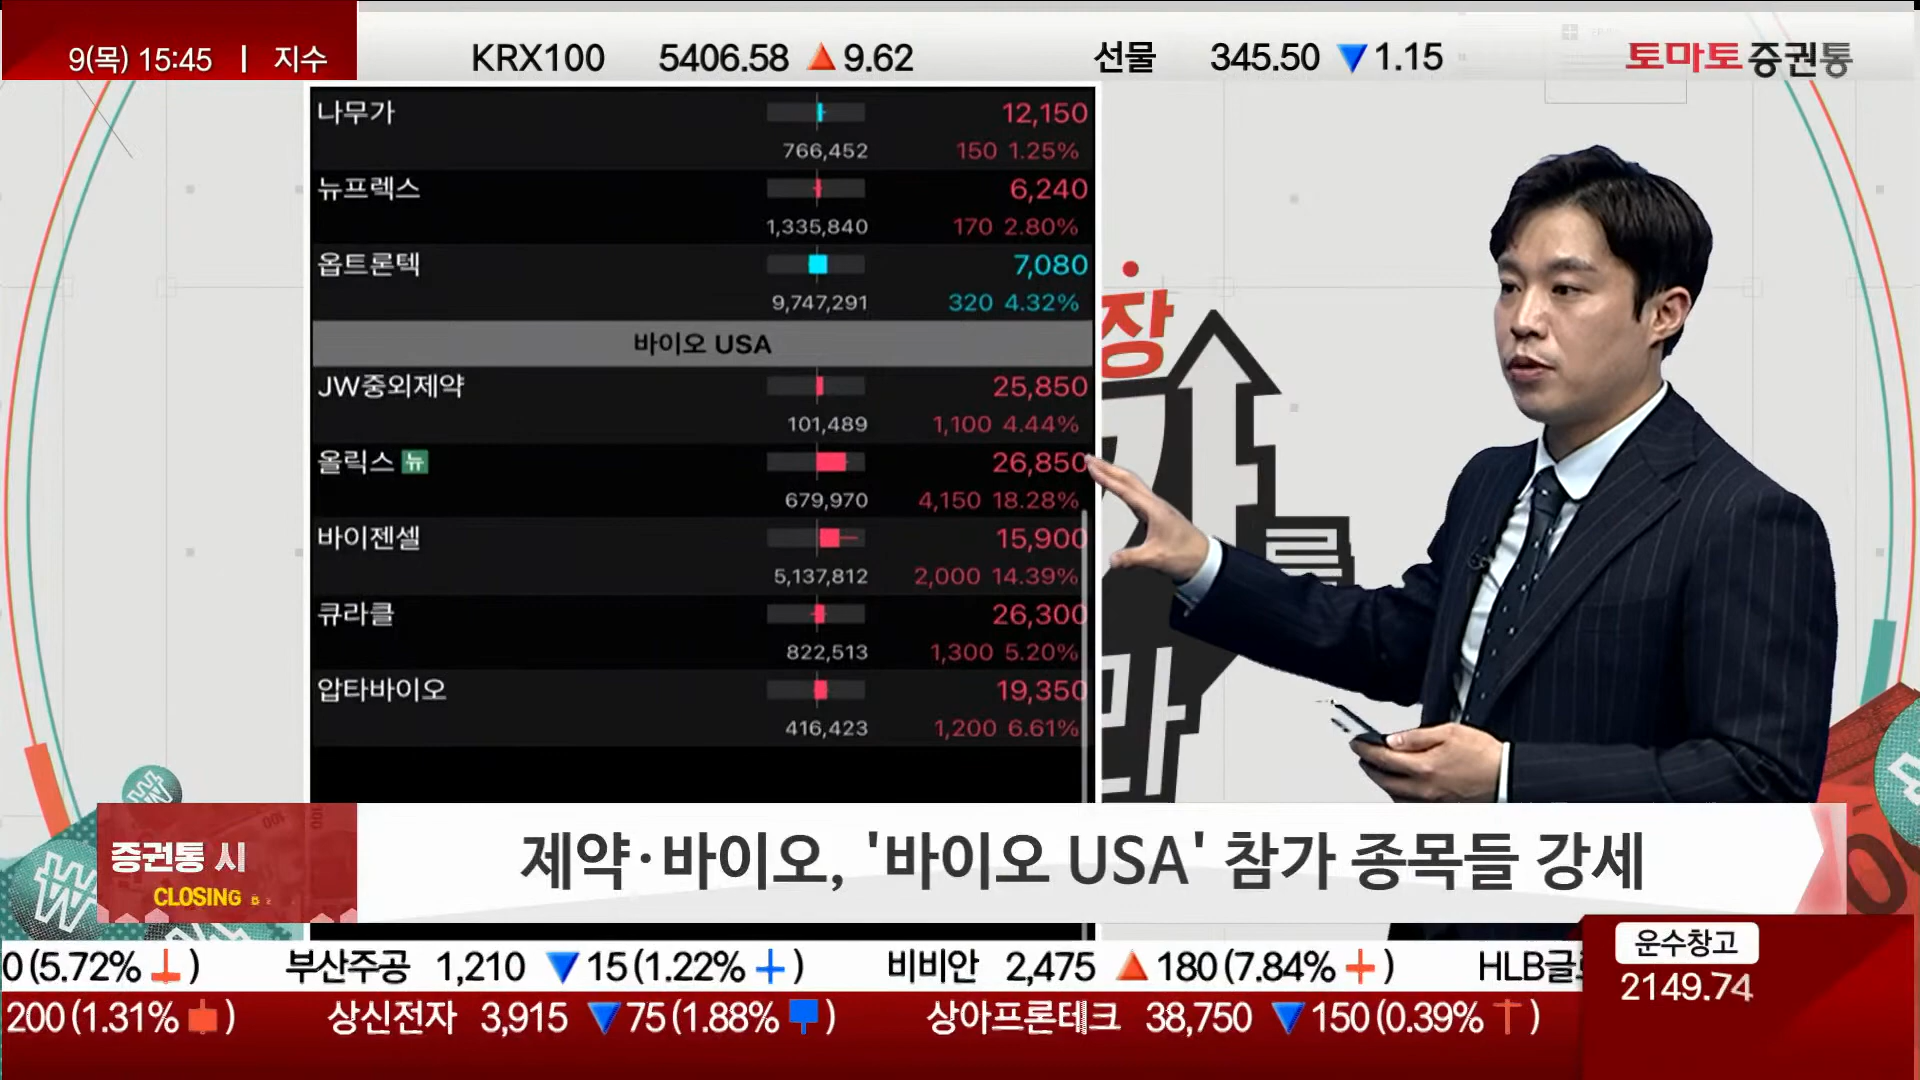 9(목) 15:45 | 지수
KRX100 5406.58 ▲ 9.62 선물 345.50 ▼ 1.15
토마토증권통
나무가 12,150
766,452 150 1.25%
뉴프렉스 6,240
1,335,840 170 2.80%
옵트론텍 7,080
9,747,291 320 4.32%
바이오 USA
JW중외제약 25,850
101,489 1,100 4.44%
올릭스 뉴 26,850
679,970 4,150 18.28%
바이젠셀 15,900
5,137,812 2,000 14.39%
큐라클 26,300
822,513 1,300 5.20%
압타바이오 19,350
416,423 1,200 6.61%
장
를
라
증권통 시
CLOSING
제약·바이오, '바이오 USA' 참가 종목들 강세
0(5.72% ) 부산주공 1,210 ▼ 15(1.22% ) 비비안 2,475 ▲ 180(7.84% ) HLB글
200(1.31% ) 상신전자 3,915 ▼ 75(1.88% ) 상아프론테크 38,750 ▼ 150(0.39% )
운수창고
2149.74